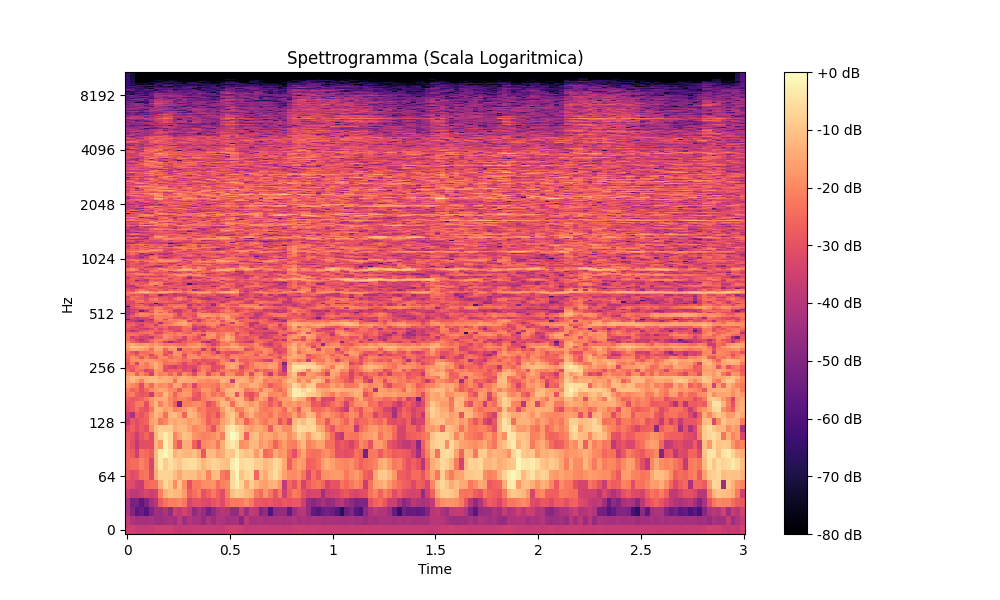 Spettrogramma (Scala Logaritmica)
Hz
8192
4096
2048
1024
512
256
128
64
0
0
0.5
1
1.5
2
2.5
3
Time
+0 dB
-10 dB
-20 dB
-30 dB
-40 dB
-50 dB
-60 dB
-70 dB
-80 dB